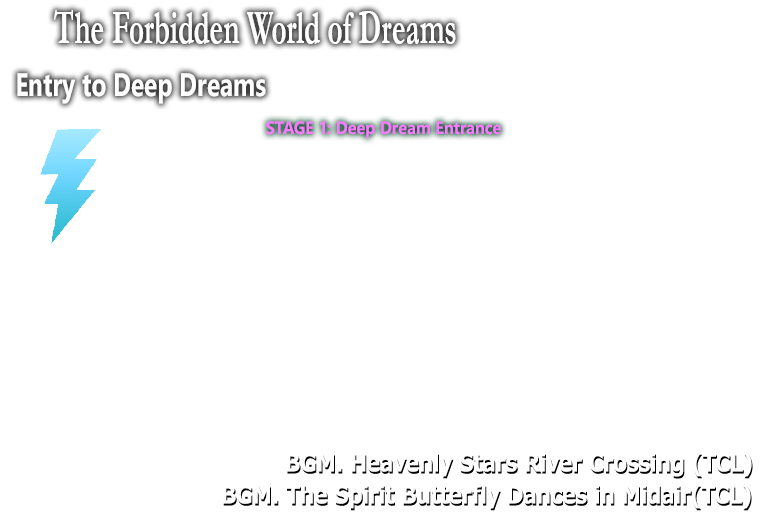 The Forbidden World of Dreams
Entry to Deep Dreams
STAGE 1: Deep Dream Entrance
BGM. Heavenly Stars River Crossing (TCL)
BGM. The Spirit Butterfly Dances in Midair(TCL)